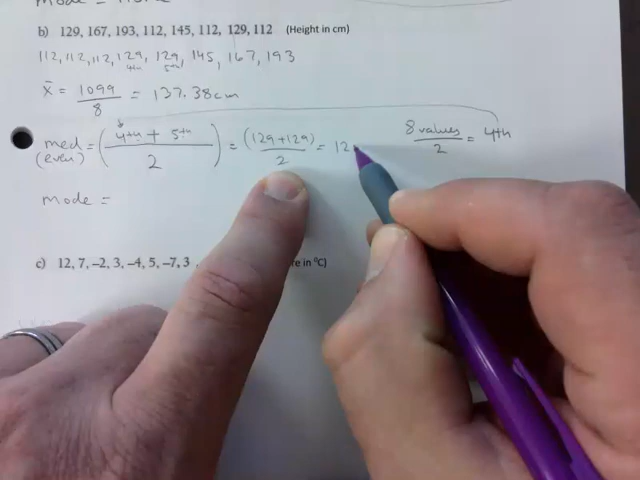 b) 129, 167, 193, 112, 145, 112, 129, 112 (Height in cm)
112, 112, 112, 129, 129, 145, 167, 193
4th 5th
x̄ = 1099/8 = 137.38cm
med (even) = (4th + 5th / 2) = (129+129)/2 = 12 8 values/2 = 4th
mode =
c) 12, 7, -2, 3, -4, 5, -7, 3 re in °C)